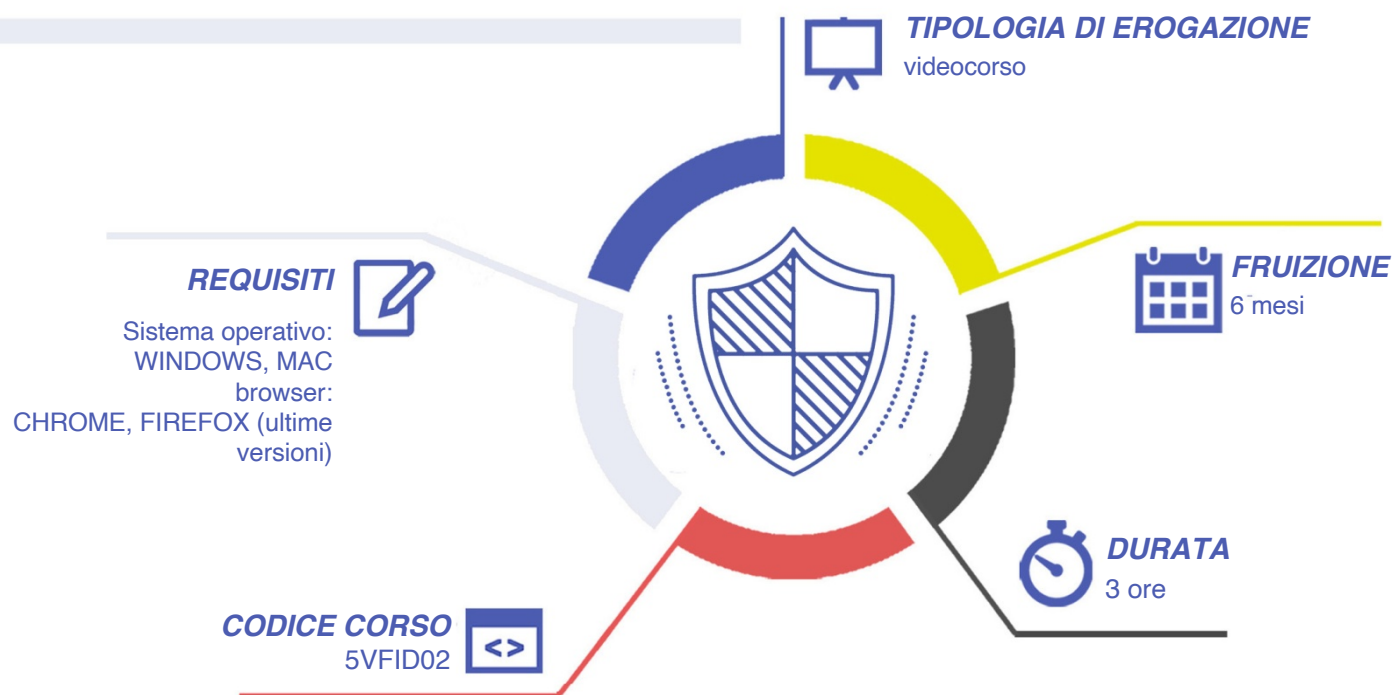 TIPOLOGIA DI EROGAZIONE
videocorso
REQUISITI
Sistema operativo:
WINDOWS, MAC
browser:
CHROME, FIREFOX (ultime
versioni)
FRUIZIONE
6 mesi
DURATA
3 ore
CODICE CORSO
5VFID02